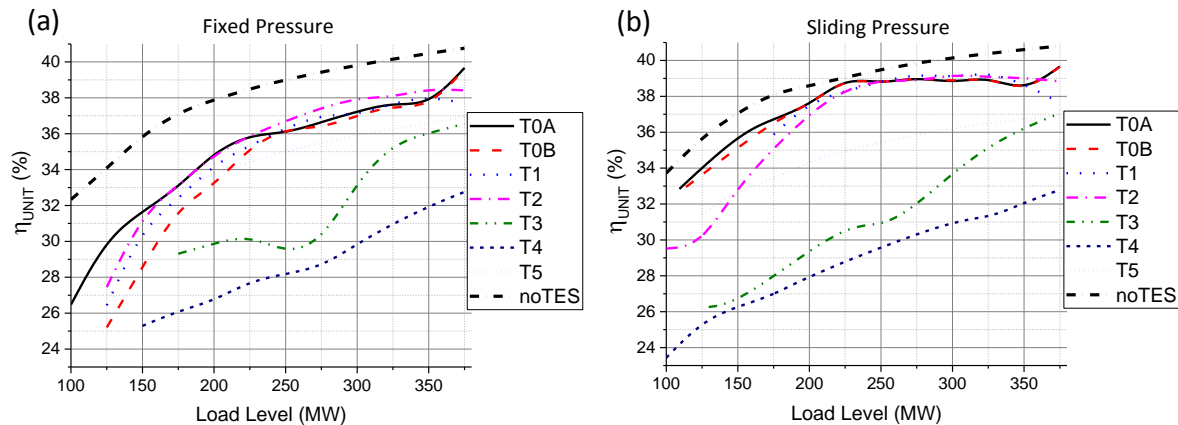 (a)
Fixed Pressure
40
38
36
34
32
30
28
26
24
100 150 200 250 300 350
ηUNIT (%)
Load Level (MW)
T0A
T0B
T1
T2
T3
T4
T5
noTES
(b)
Sliding Pressure
40
38
36
34
32
30
28
26
24
100 150 200 250 300 350
ηUNIT (%)
Load Level (MW)
T0A
T0B
T1
T2
T3
T4
T5
noTES